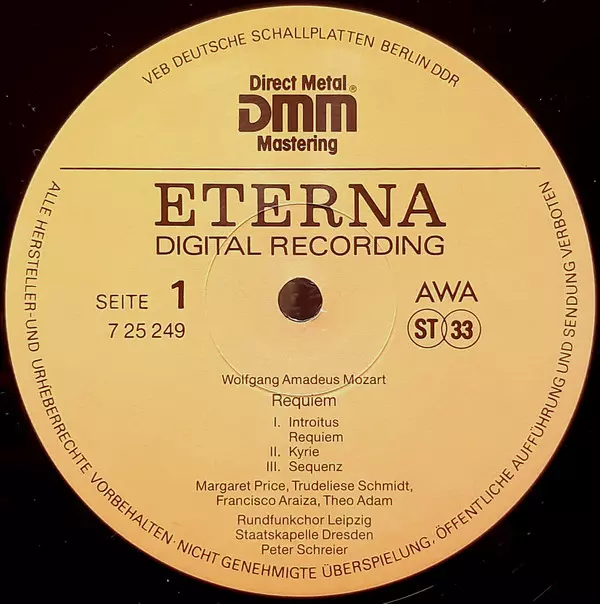 VEB DEUTSCHE SCHALLPLATTEN BERLIN DDR
Direct Metal
DMM®
Mastering
ETERNA
DIGITAL RECORDING
SEITE 1
7 25 249
AWA
ST 33
Wolfgang Amadeus Mozart
Requiem
I. Introitus
Requiem
II. Kyrie
III. Sequenz
Margaret Price, Trudeliese Schmidt,
Francisco Araiza, Theo Adam
Rundfunkchor Leipzig
Staatskapelle Dresden
Peter Schreier
ALLE HERSTELLER-UND URHEBERRECHTE VORBEHALTEN·NICHT GENEHMIGTE ÜBERSPIELUNG, ÖFFENTLICHE AUFFÜHRUNG UND SENDUNG VERBOTEN